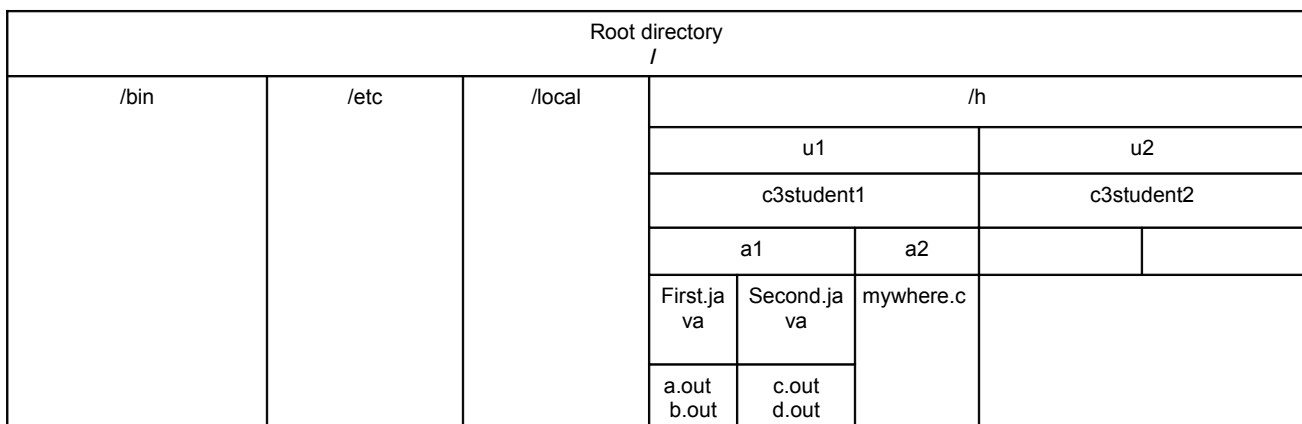 Root directory
/
/bin /etc /local /h
u1 u2
c3student1 c3student2
a1 a2
First.ja Second.ja mywhere.c
va va
a.out c.out
b.out d.out